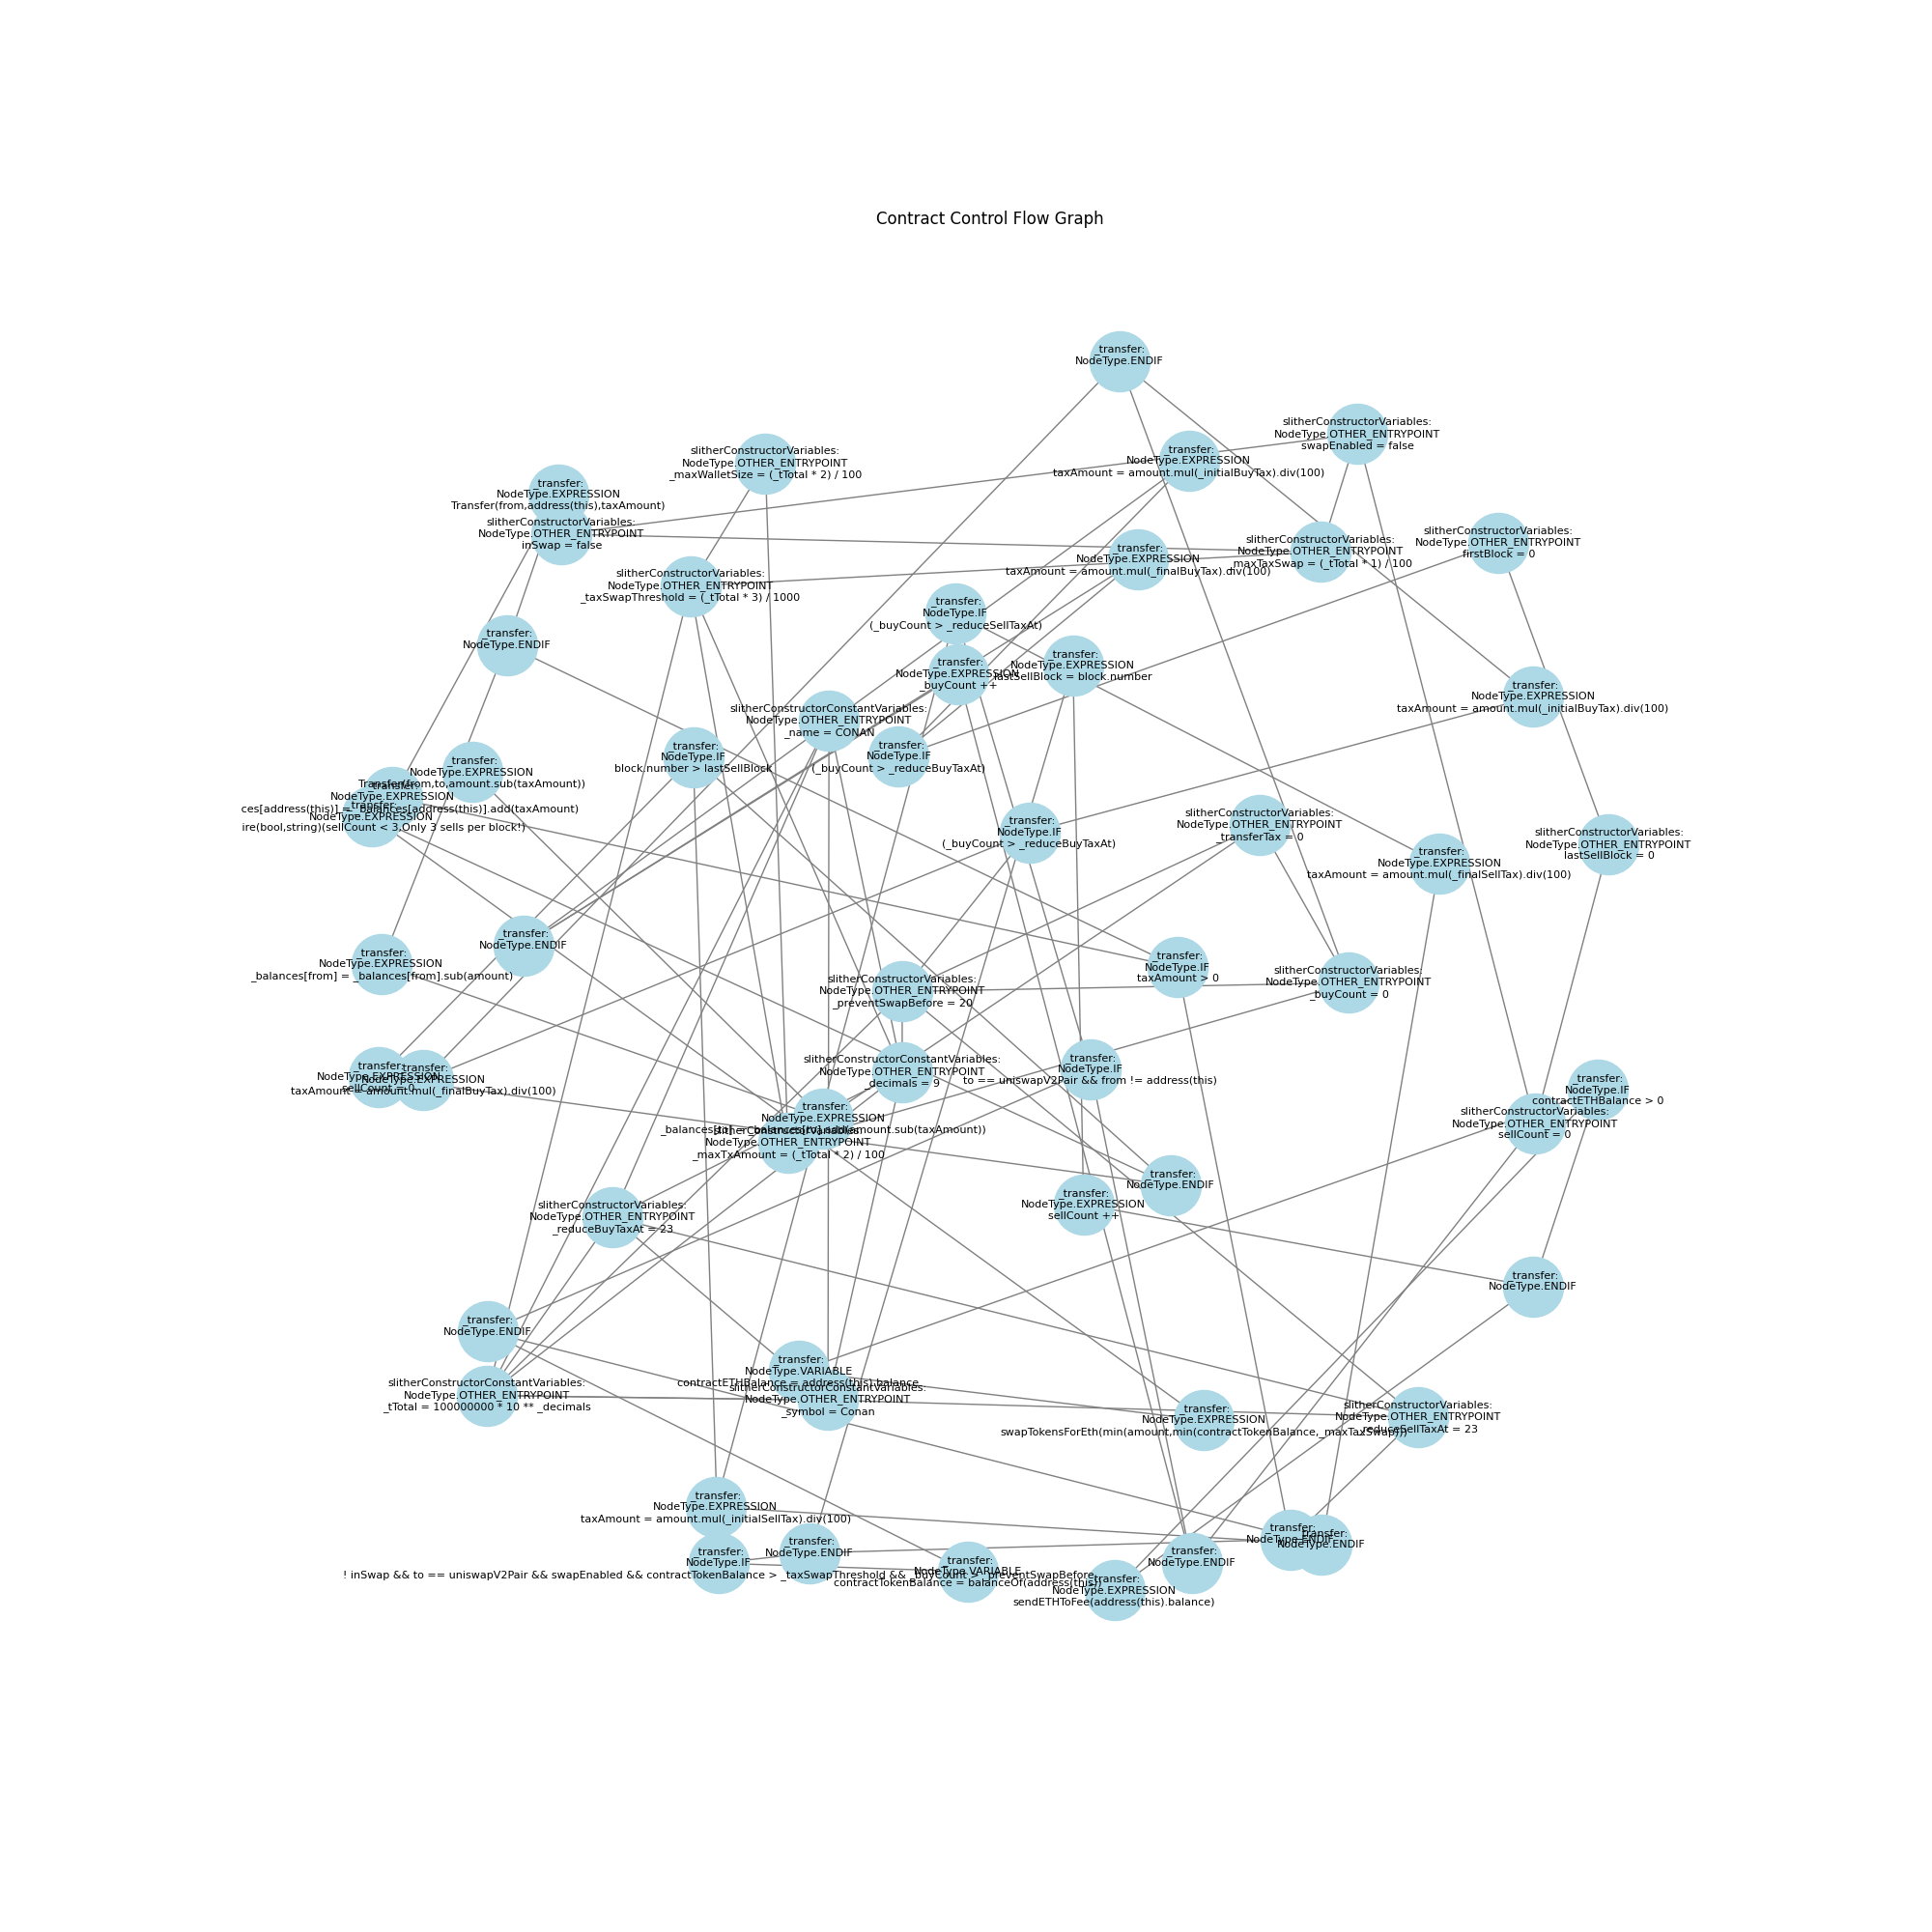 Contract Control Flow Graph
_transfer:
NodeType.ENDIF
slitherConstructorVariables:
NodeType.OTHER_ENTRYPOINT
swapEnabled = false
_transfer:
NodeType.EXPRESSION
taxAmount = amount.mul(_initialBuyTax).div(100)
slitherConstructorVariables:
NodeType.OTHER_ENTRYPOINT
_maxWalletSize = (_tTotal * 2) / 100
_transfer:
NodeType.EXPRESSION
Transfer(from,address(this),taxAmount)
slitherConstructorVariables:
NodeType.OTHER_ENTRYPOINT
inSwap = false
slitherConstructorVariables:
NodeType.OTHER_ENTRYPOINT
firstBlock = 0
slitherConstructorVariables:
NodeType.OTHER_ENTRYPOINT
_maxTaxSwap = (_tTotal * 1) / 100
_transfer:
NodeType.EXPRESSION
taxAmount = amount.mul(_finalBuyTax).div(100)
slitherConstructorVariables:
NodeType.OTHER_ENTRYPOINT
_taxSwapThreshold = (_tTotal * 3) / 1000
_transfer:
NodeType.IF
(_buyCount > _reduceSellTaxAt)
_transfer:
NodeType.ENDIF
_transfer:
NodeType.EXPRESSION
_buyCount ++
_transfer:
NodeType.EXPRESSION
lastSellBlock = block.number
_transfer:
NodeType.EXPRESSION
taxAmount = amount.mul(_initialBuyTax).div(100)
slitherConstructorConstantVariables:
NodeType.OTHER_ENTRYPOINT
_name = CONAN
_transfer:
NodeType.IF
block.number > lastSellBlock
_transfer:
NodeType.IF
(_buyCount > _reduceBuyTaxAt)
_transfer:
NodeType.EXPRESSION
Transfer(from,to,amount.sub(taxAmount))
_transfer:
NodeType.EXPRESSION
ces[address(this)] = _balances[address(this)].add(taxAmount)
_transfer:
NodeType.EXPRESSION
ire(bool,string)(sellCount < 3,Only 3 sells per block!)
_transfer:
NodeType.IF
(_buyCount > _reduceBuyTaxAt)
slitherConstructorVariables:
NodeType.OTHER_ENTRYPOINT
_transferTax = 0
slitherConstructorVariables:
NodeType.OTHER_ENTRYPOINT
lastSellBlock = 0
_transfer:
NodeType.EXPRESSION
taxAmount = amount.mul(_finalSellTax).div(100)
_transfer:
NodeType.ENDIF
_transfer:
NodeType.EXPRESSION
_balances[from] = _balances[from].sub(amount)
_transfer:
NodeType.IF
taxAmount > 0
slitherConstructorVariables:
NodeType.OTHER_ENTRYPOINT
_buyCount = 0
slitherConstructorVariables:
NodeType.OTHER_ENTRYPOINT
_preventSwapBefore = 20
slitherConstructorConstantVariables:
NodeType.OTHER_ENTRYPOINT
_decimals = 9
_transfer:
NodeType.IF
to == uniswapV2Pair && from != address(this)
_transfer:
NodeType.EXPRESSION
sellCount = 0
_transfer:
NodeType.EXPRESSION
taxAmount = amount.mul(_finalBuyTax).div(100)
_transfer:
NodeType.IF
contractETHBalance > 0
slitherConstructorVariables:
NodeType.OTHER_ENTRYPOINT
sellCount = 0
_transfer:
NodeType.EXPRESSION
_balances[to] = _balances[to].add(amount.sub(taxAmount))
slitherConstructorVariables:
NodeType.OTHER_ENTRYPOINT
_maxTxAmount = (_tTotal * 2) / 100
_transfer:
NodeType.ENDIF
_transfer:
NodeType.EXPRESSION
sellCount ++
slitherConstructorVariables:
NodeType.OTHER_ENTRYPOINT
_reduceBuyTaxAt = 23
_transfer:
NodeType.ENDIF
_transfer:
NodeType.ENDIF
_transfer:
NodeType.VARIABLE
contractETHBalance = address(this).balance
slitherConstructorConstantVariables:
NodeType.OTHER_ENTRYPOINT
_tTotal = 100000000 * 10 ** _decimals
slitherConstructorConstantVariables:
NodeType.OTHER_ENTRYPOINT
_symbol = Conan
_transfer:
NodeType.EXPRESSION
swapTokensForEth(min(amount,min(contractTokenBalance,_maxTaxSwap)))
slitherConstructorVariables:
NodeType.OTHER_ENTRYPOINT
_reduceSellTaxAt = 23
_transfer:
NodeType.EXPRESSION
taxAmount = amount.mul(_initialSellTax).div(100)
_transfer:
NodeType.ENDIF
_transfer:
NodeType.ENDIF
_transfer:
NodeType.IF
! inSwap && to == uniswapV2Pair && swapEnabled && contractTokenBalance > _taxSwapThreshold && _buyCount > _preventSwapBefore
_transfer:
NodeType.ENDIF
_transfer:
NodeType.VARIABLE
contractTokenBalance = balanceOf(address(this))
_transfer:
NodeType.ENDIF
_transfer:
NodeType.EXPRESSION
sendETHToFee(address(this).balance)